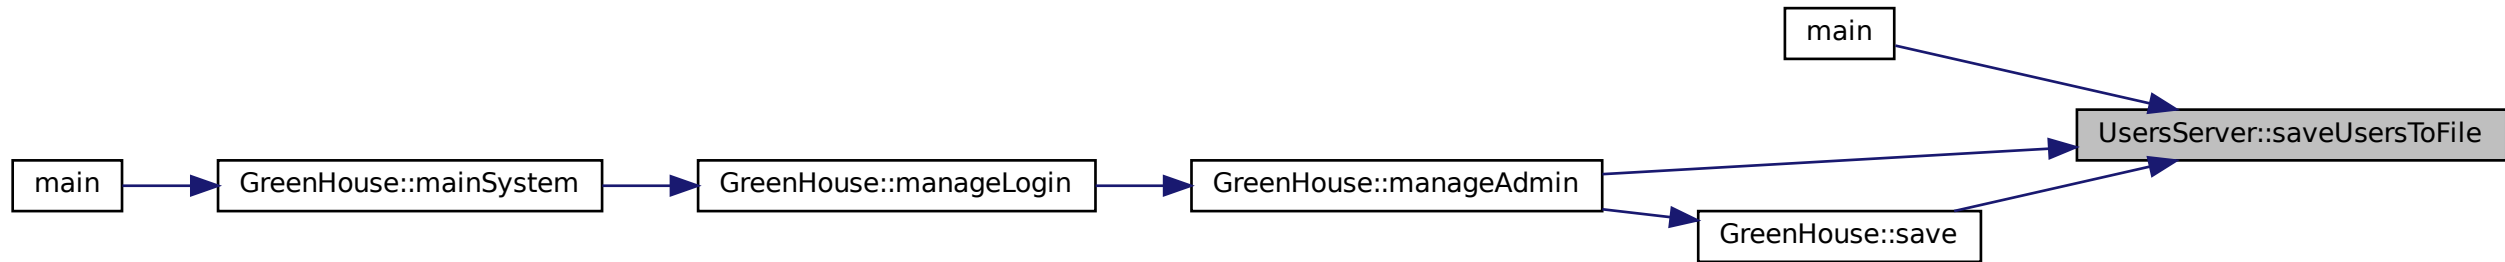 main
UsersServer::saveUsersToFile
main
GreenHouse::mainSystem
GreenHouse::manageLogin
GreenHouse::manageAdmin
GreenHouse::save